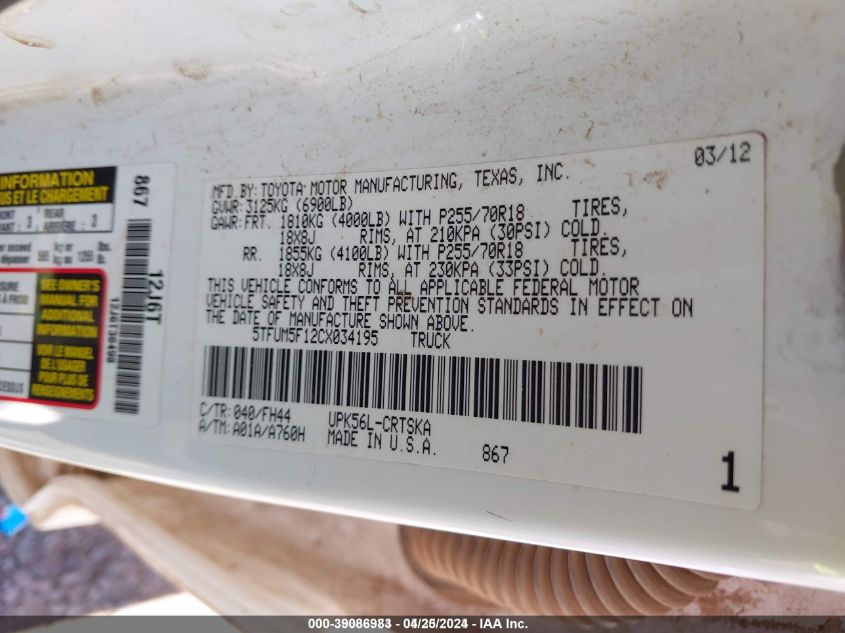 INFORMATION
US ET LE CHARGEMENT
REAR
ARRIÈRE : 3
SEE OWNER'S
MANUAL FOR
ADDITIONAL
INFORMATION
VOIR LE MANUEL
DE L'USAGER
POUR PLUS DE
RENSEIGNEMENTS
867
12J6T
MFD. BY: TOYOTA MOTOR MANUFACTURING, TEXAS, INC. 03/12
GVWR: 3125KG (6900LB)
GAWR: FRT. 1810KG (4000LB) WITH P255/70R18 TIRES,
18X8J RIMS, AT 210KPA (30PSI) COLD.
RR. 1855KG (4100LB) WITH P255/70R18 TIRES,
18X8J RIMS, AT 230KPA (33PSI) COLD.
THIS VEHICLE CONFORMS TO ALL APPLICABLE FEDERAL MOTOR
VEHICLE SAFETY AND THEFT PREVENTION STANDARDS IN EFFECT ON
THE DATE OF MANUFACTURE SHOWN ABOVE.
5TFUM5F12CX034195 TRUCK
C/TR: 040/FH44 UPK56L-CRTSKA
A/TM: A01A/A760H MADE IN U.S.A. 867
1
000-39086983 - 04/26/2024 - IAA Inc.